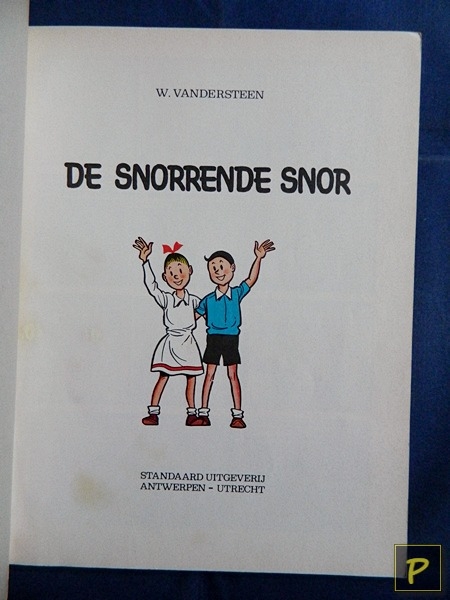 W. VANDERSTEEN
DE SNORRENDE SNOR
STANDAARD UITGEVERIJ
ANTWERPEN - UTRECHT
P